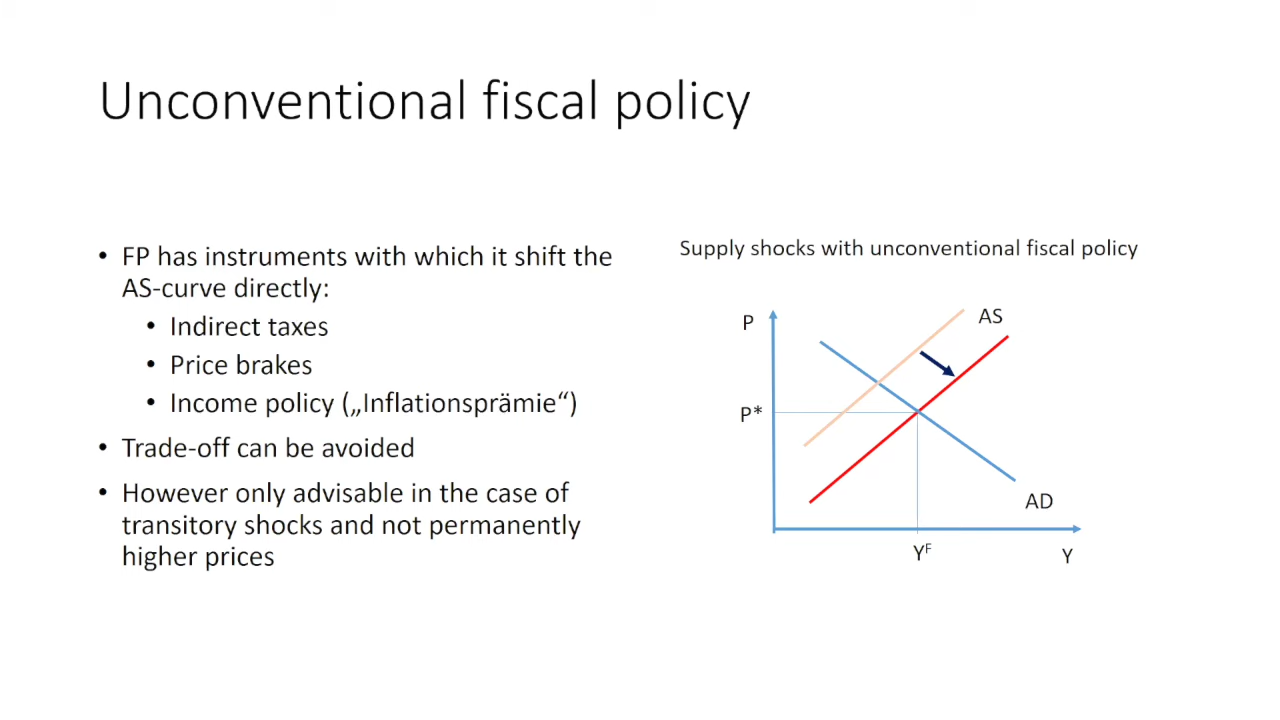 Unconventional fiscal policy
• FP has instruments with which it shift the
AS-curve directly:
• Indirect taxes
• Price brakes
• Income policy („Inflationsprämie“)
• Trade-off can be avoided
• However only advisable in the case of
transitory shocks and not permanently
higher prices
Supply shocks with unconventional fiscal policy
P
AS
P*
AD
Yᶠ
Y